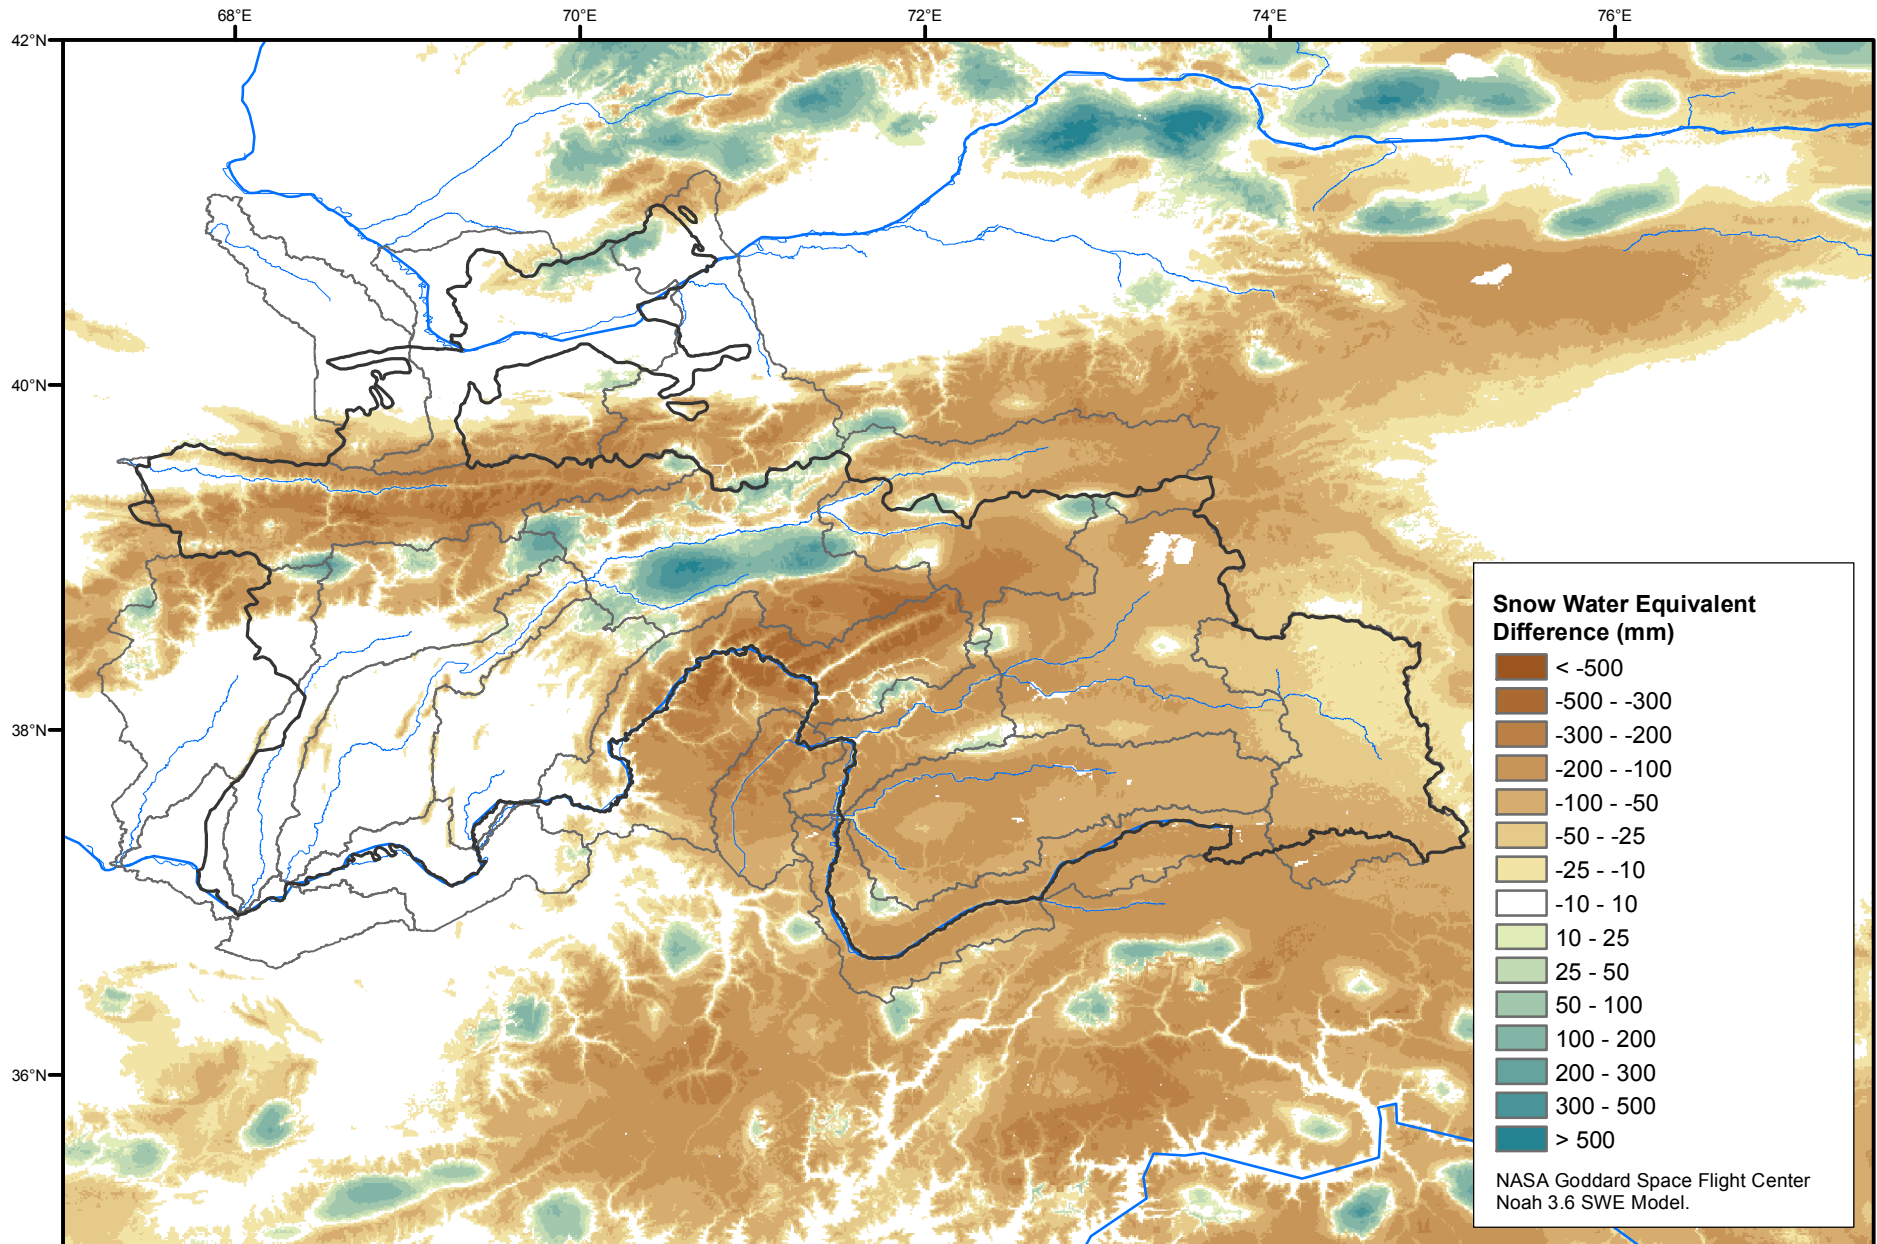 68°E 70°E 72°E 74°E 76°E
42°N
40°N
38°N
36°N
Snow Water Equivalent
Difference (mm)
< -500
-500 - -300
-300 - -200
-200 - -100
-100 - -50
-50 - -25
-25 - -10
-10 - 10
10 - 25
25 - 50
50 - 100
100 - 200
200 - 300
300 - 500
> 500
NASA Goddard Space Flight Center
Noah 3.6 SWE Model.